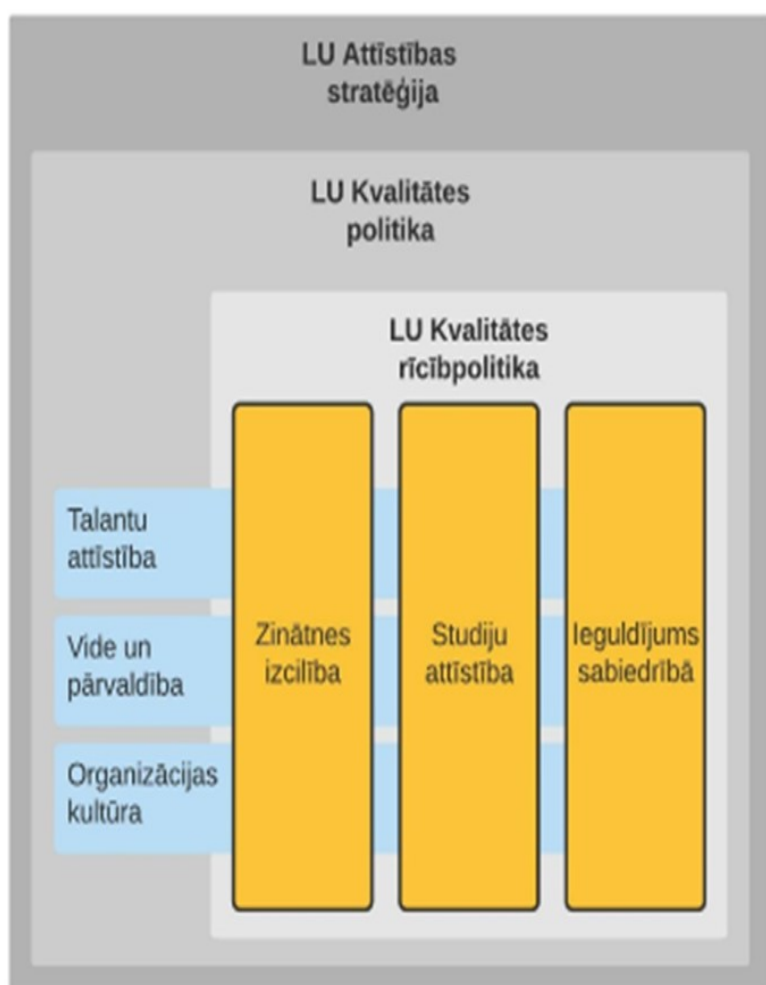 LU Attīstības
stratēģija
LU Kvalitātes
politika
LU Kvalitātes
rīcībpolitika
Talantu
attīstība
Vide un
pārvaldība
Organizācijas
kultūra
Zinātnes
izcilība
Studiju
attīstība
Ieguldījums
sabiedrībā